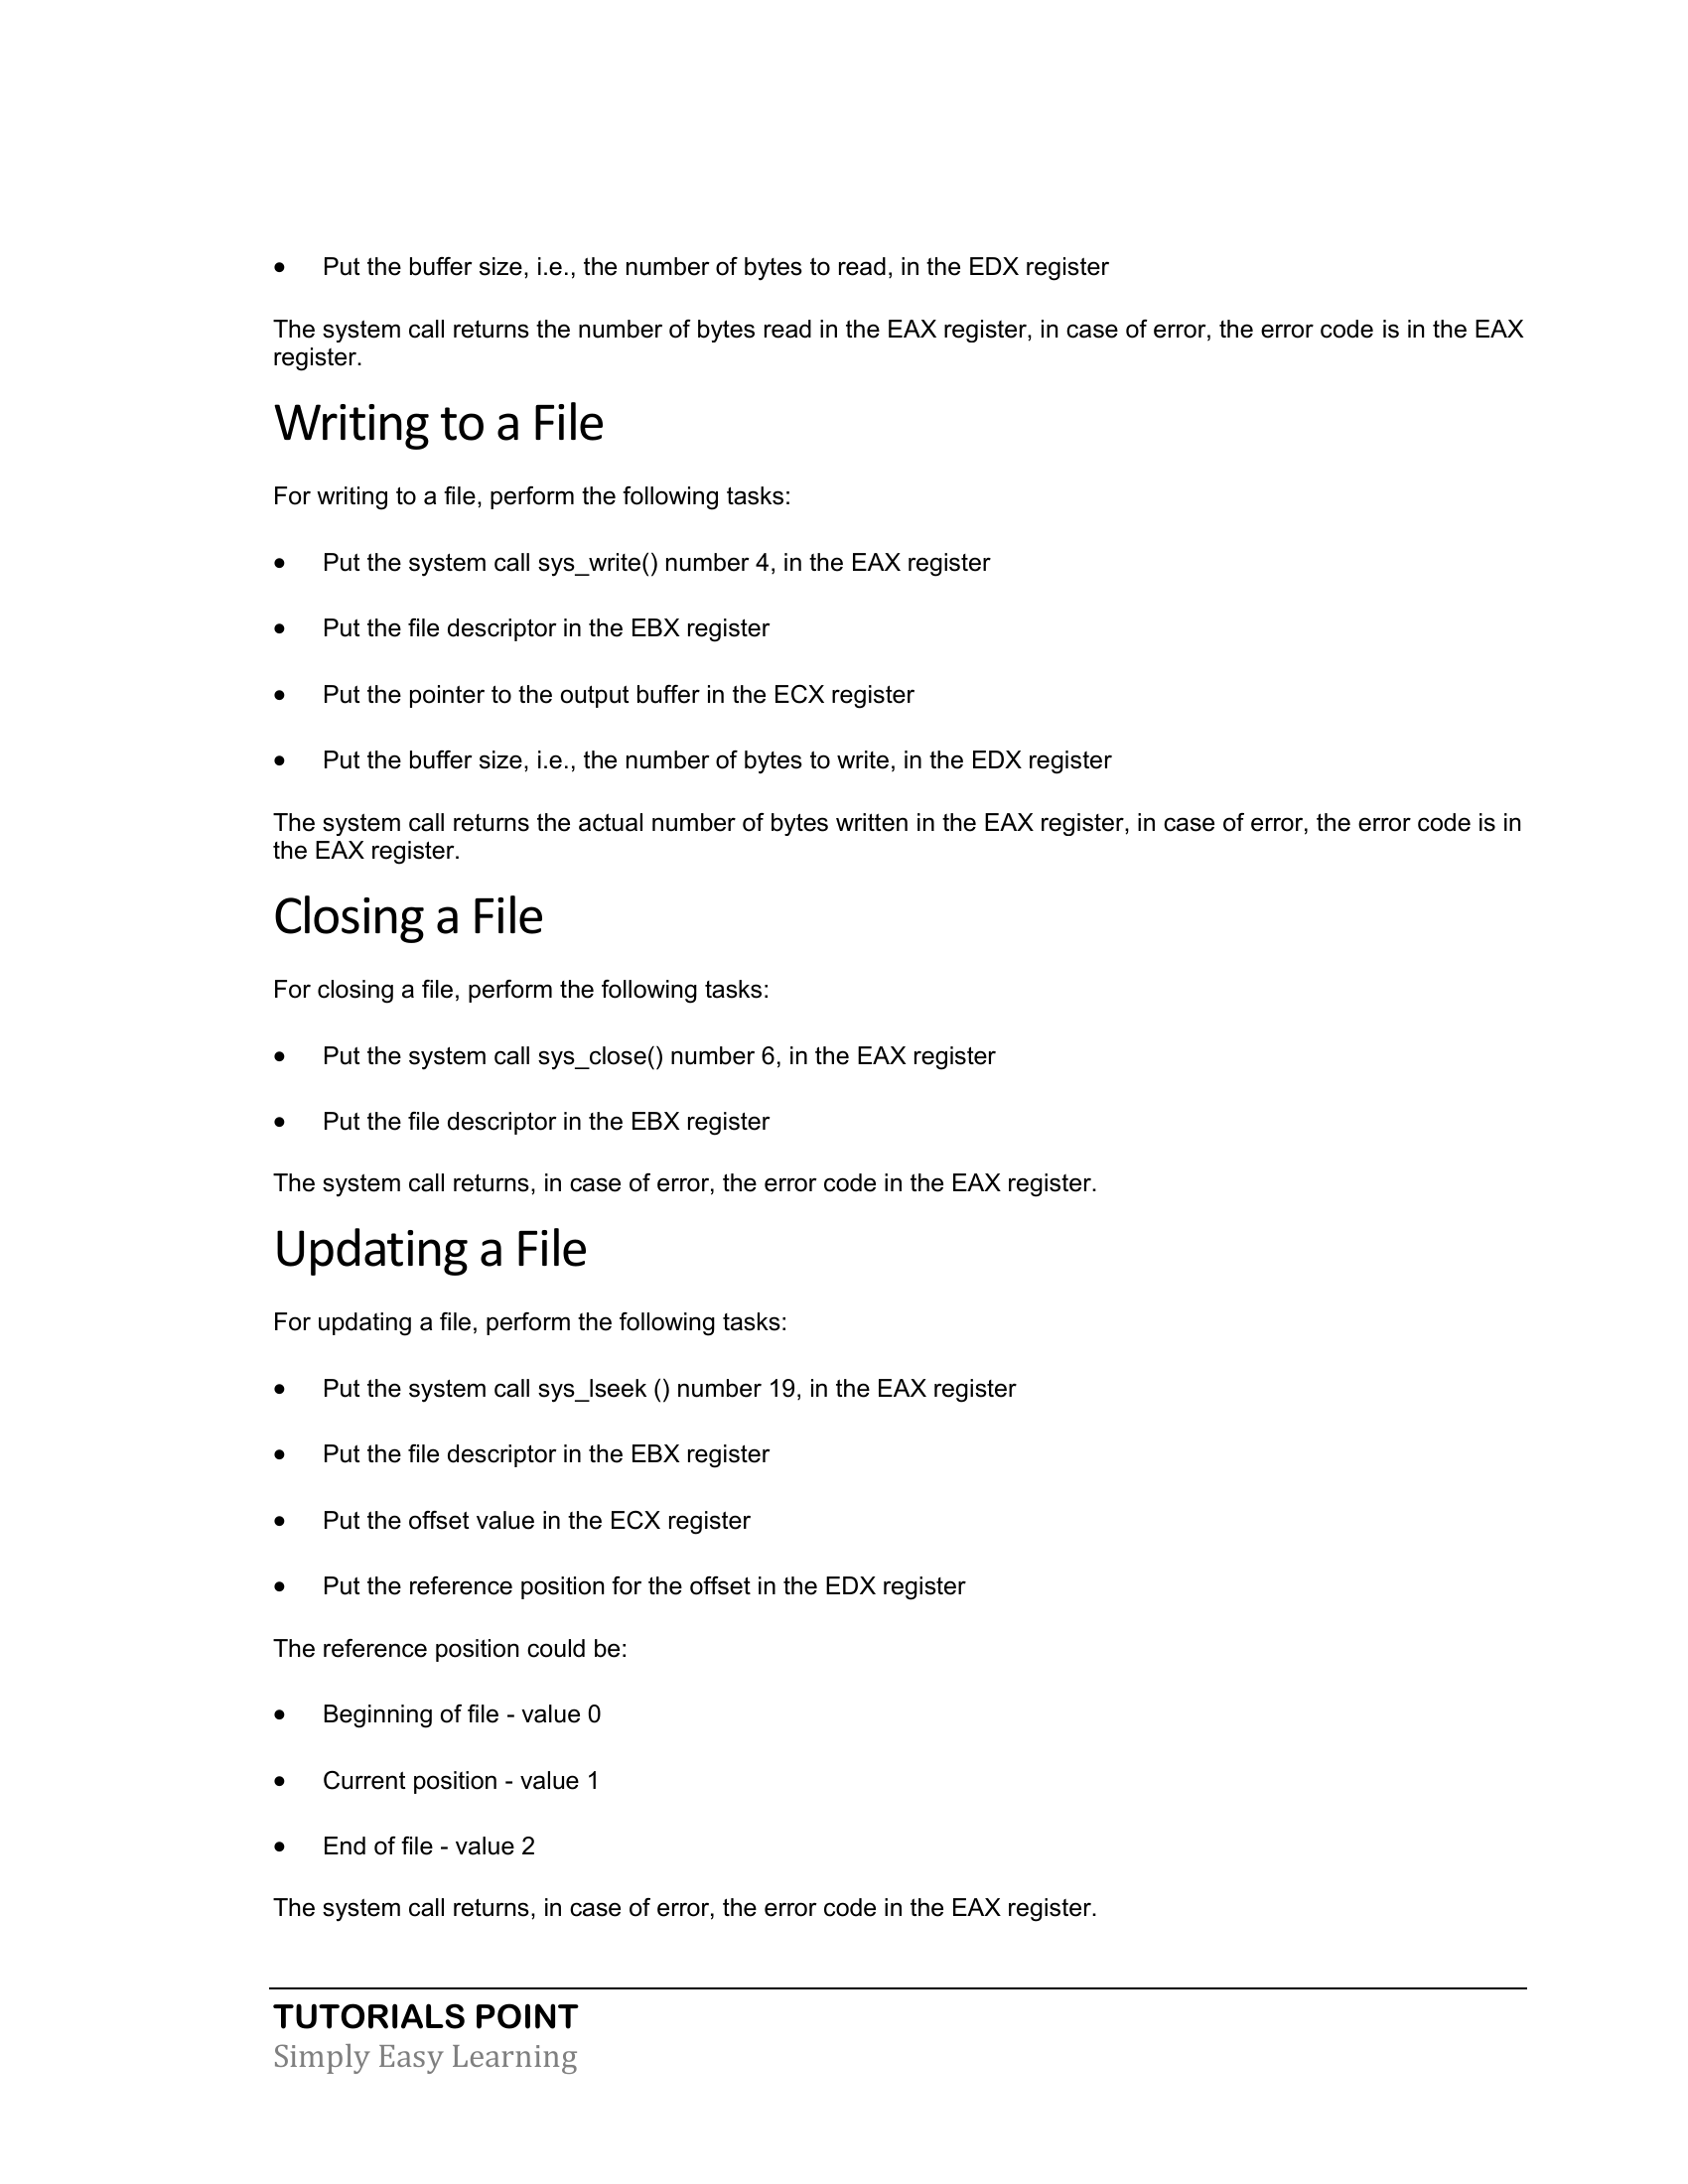 • Put the buffer size, i.e., the number of bytes to read, in the EDX register
The system call returns the number of bytes read in the EAX register, in case of error, the error code is in the EAX
register.
Writing to a File
For writing to a file, perform the following tasks:
• Put the system call sys_write() number 4, in the EAX register
• Put the file descriptor in the EBX register
• Put the pointer to the output buffer in the ECX register
• Put the buffer size, i.e., the number of bytes to write, in the EDX register
The system call returns the actual number of bytes written in the EAX register, in case of error, the error code is in
the EAX register.
Closing a File
For closing a file, perform the following tasks:
• Put the system call sys_close() number 6, in the EAX register
• Put the file descriptor in the EBX register
The system call returns, in case of error, the error code in the EAX register.
Updating a File
For updating a file, perform the following tasks:
• Put the system call sys_lseek () number 19, in the EAX register
• Put the file descriptor in the EBX register
• Put the offset value in the ECX register
• Put the reference position for the offset in the EDX register
The reference position could be:
• Beginning of file - value 0
• Current position - value 1
• End of file - value 2
The system call returns, in case of error, the error code in the EAX register.
TUTORIALS POINT
Simply Easy Learning